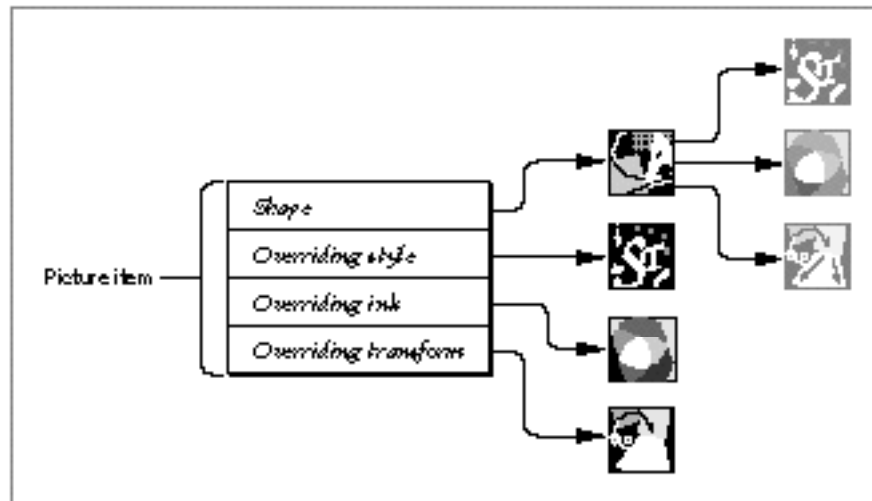 Shape
Overriding style
Picture item
Overriding ink
Overriding transform